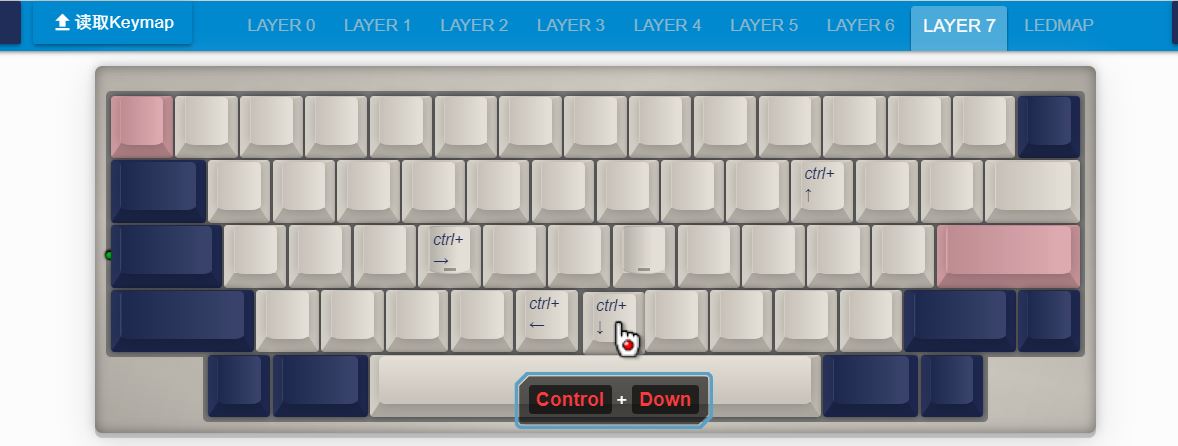 读取Keymap
LAYER 0
LAYER 1
LAYER 2
LAYER 3
LAYER 4
LAYER 5
LAYER 6
LAYER 7
LEDMAP
ctrl+
↑
ctrl+
→
ctrl+
←
ctrl+
↓
Control + Down